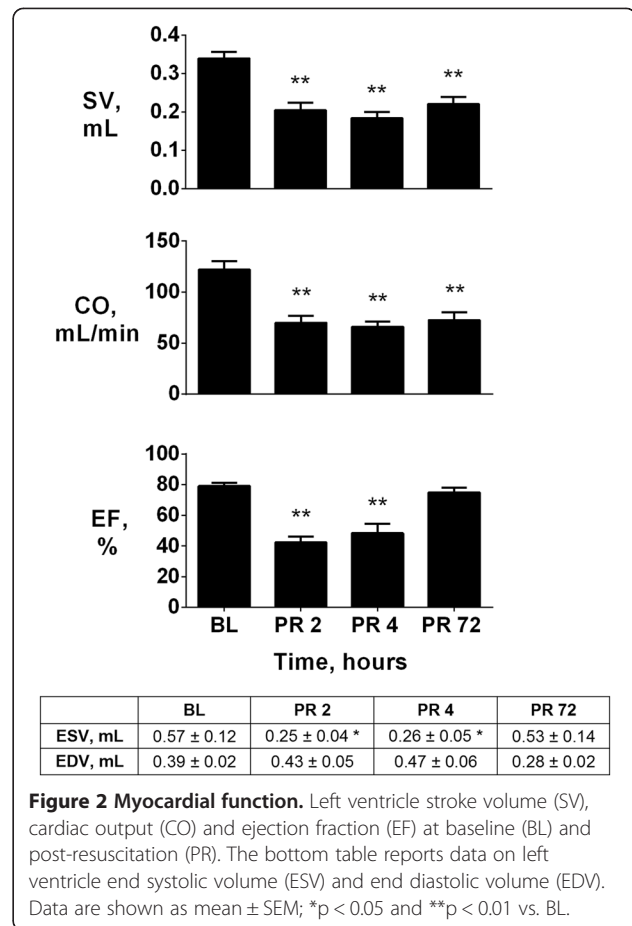 0.4
0.3
SV,
mL
0.2
0.1
0.0
** ** **
150
100
CO,
mL/min
50
0
** ** **
100
80
60
EF,
%
40
20
0
** **
BL PR 2 PR 4 PR 72
Time, hours
BL PR 2 PR 4 PR 72
ESV, mL 0.57 ± 0.12 0.25 ± 0.04 * 0.26 ± 0.05 * 0.53 ± 0.14
EDV, mL 0.39 ± 0.02 0.43 ± 0.05 0.47 ± 0.06 0.28 ± 0.02
Figure 2 Myocardial function. Left ventricle stroke volume (SV),
cardiac output (CO) and ejection fraction (EF) at baseline (BL) and
post-resuscitation (PR). The bottom table reports data on left
ventricle end systolic volume (ESV) and end diastolic volume (EDV).
Data are shown as mean ± SEM; *p < 0.05 and **p < 0.01 vs. BL.